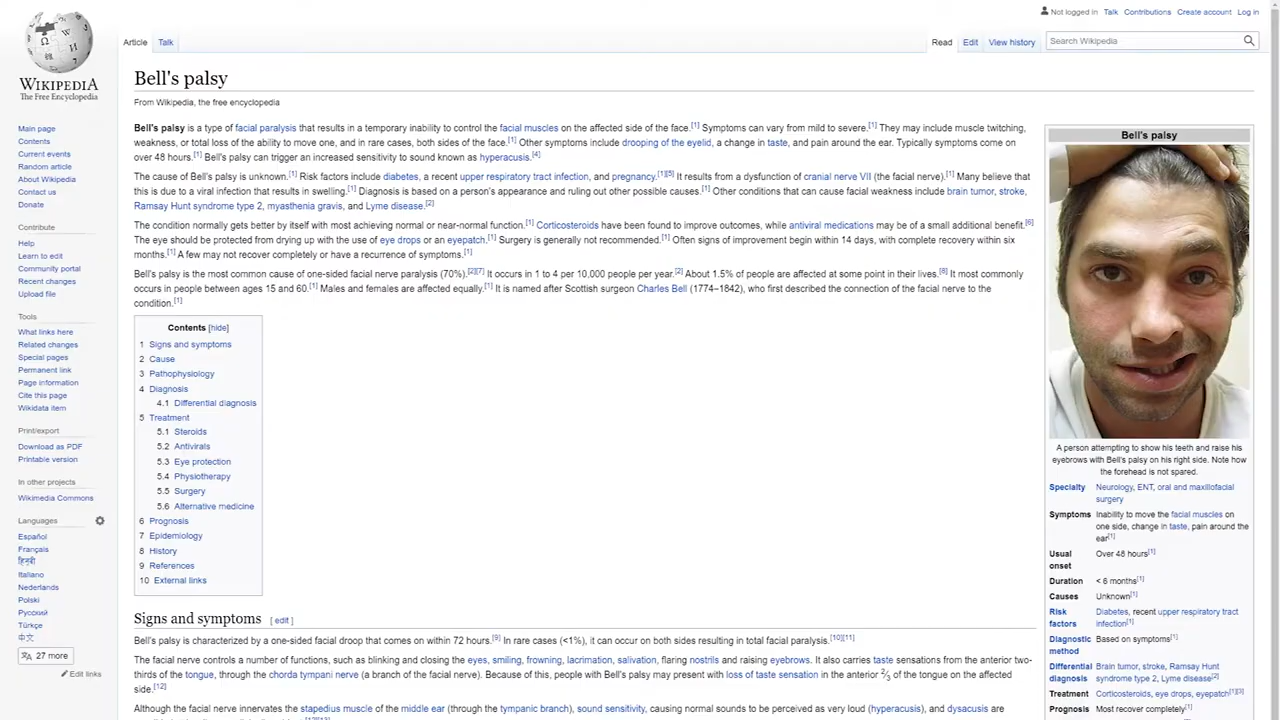 Not logged in Talk Contributions Create account Log in
Article Talk
Read Edit View history Search Wikipedia
WIKIPEDIA
The Free Encyclopedia
Main page
Contents
Current events
Random article
About Wikipedia
Contact us
Donate
Contribute
Help
Learn to edit
Community portal
Recent changes
Upload file
Tools
What links here
Related changes
Special pages
Permanent link
Page information
Cite this page
Wikidata item
Print/export
Download as PDF
Printable version
In other projects
Wikimedia Commons
Languages
Español
Français
हिन्दी
Italiano
Nederlands
Polski
Русский
Türkçe
中文
27 more
Edit links
Bell's palsy
From Wikipedia, the free encyclopedia
Bell's palsy is a type of facial paralysis that results in a temporary inability to control the facial muscles on the affected side of the face.[1] Symptoms can vary from mild to severe.[1] They may include muscle twitching,
weakness, or total loss of the ability to move one, and in rare cases, both sides of the face.[1] Other symptoms include drooping of the eyelid, a change in taste, and pain around the ear. Typically symptoms come on
over 48 hours.[1] Bell's palsy can trigger an increased sensitivity to sound known as hyperacusis.[4]
The cause of Bell's palsy is unknown.[1] Risk factors include diabetes, a recent upper respiratory tract infection, and pregnancy.[1][5] It results from a dysfunction of cranial nerve VII (the facial nerve).[1] Many believe that
this is due to a viral infection that results in swelling.[1] Diagnosis is based on a person's appearance and ruling out other possible causes.[1] Other conditions that can cause facial weakness include brain tumor, stroke,
Ramsay Hunt syndrome type 2, myasthenia gravis, and Lyme disease.[2]
The condition normally gets better by itself with most achieving normal or near-normal function.[1] Corticosteroids have been found to improve outcomes, while antiviral medications may be of a small additional benefit.[6]
The eye should be protected from drying up with the use of eye drops or an eyepatch.[1] Surgery is generally not recommended.[1] Often signs of improvement begin within 14 days, with complete recovery within six
months.[1] A few may not recover completely or have a recurrence of symptoms.[1]
Bell's palsy is the most common cause of one-sided facial nerve paralysis (70%).[2][7] It occurs in 1 to 4 per 10,000 people per year.[2] About 1.5% of people are affected at some point in their lives.[8] It most commonly
occurs in people between ages 15 and 60.[1] Males and females are affected equally.[1] It is named after Scottish surgeon Charles Bell (1774–1842), who first described the connection of the facial nerve to the
condition.[1]
Contents [hide]
1 Signs and symptoms
2 Cause
3 Pathophysiology
4 Diagnosis
4.1 Differential diagnosis
5 Treatment
5.1 Steroids
5.2 Antivirals
5.3 Eye protection
5.4 Physiotherapy
5.5 Surgery
5.6 Alternative medicine
6 Prognosis
7 Epidemiology
8 History
9 References
10 External links
Signs and symptoms [ edit ]
Bell's palsy is characterized by a one-sided facial droop that comes on within 72 hours.[9] In rare cases (<1%), it can occur on both sides resulting in total facial paralysis.[10][11]
The facial nerve controls a number of functions, such as blinking and closing the eyes, smiling, frowning, lacrimation, salivation, flaring nostrils and raising eyebrows. It also carries taste sensations from the anterior two-
thirds of the tongue, through the chorda tympani nerve (a branch of the facial nerve). Because of this, people with Bell's palsy may present with loss of taste sensation in the anterior 2/3 of the tongue on the affected
side.[12]
Although the facial nerve innervates the stapedius muscle of the middle ear (through the tympanic branch), sound sensitivity, causing normal sounds to be perceived as very loud (hyperacusis), and dysacusis are
Bell's palsy
A person attempting to show his teeth and raise his
eyebrows with Bell's palsy on his right side. Note how
the forehead is not spared.
Specialty Neurology, ENT, oral and maxillofacial
surgery
Symptoms Inability to move the facial muscles on
one side, change in taste, pain around the
ear[1]
Usual onset Over 48 hours[1]
Duration < 6 months[1]
Causes Unknown[1]
Risk factors Diabetes, recent upper respiratory tract
infection[1]
Diagnostic method Based on symptoms[1]
Differential diagnosis Brain tumor, stroke, Ramsay Hunt
syndrome type 2, Lyme disease[2]
Treatment Corticosteroids, eye drops, eyepatch[1][3]
Prognosis Most recover completely[1]